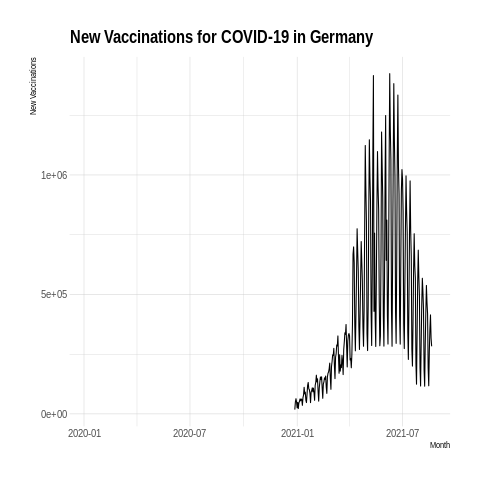 New Vaccinations for COVID-19 in Germany
New Vaccinations
1e+06
5e+05
0e+00
2020-01 2020-07 2021-01 2021-07
Month